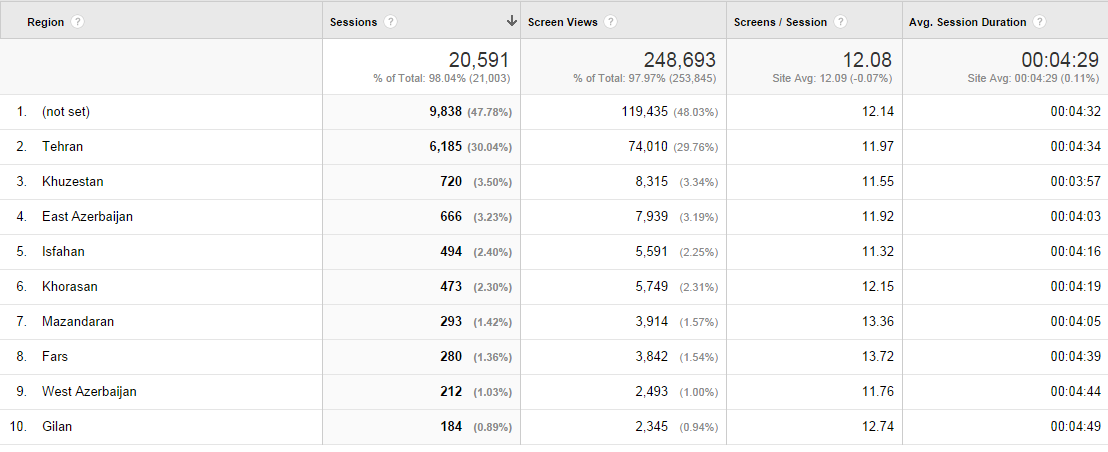 Region ? Sessions ? Screen Views ? Screens / Session ? Avg. Session Duration ?
20,591 248,693 12.08 00:04:29
% of Total: 98.04% (21,003) % of Total: 97.97% (253,845) Site Avg: 12.09 (-0.07%) Site Avg: 00:04:29 (0.11%)
1. (not set) 9,838 (47.78%) 119,435 (48.03%) 12.14 00:04:32
2. Tehran 6,185 (30.04%) 74,010 (29.76%) 11.97 00:04:34
3. Khuzestan 720 (3.50%) 8,315 (3.34%) 11.55 00:03:57
4. East Azerbaijan 666 (3.23%) 7,939 (3.19%) 11.92 00:04:03
5. Isfahan 494 (2.40%) 5,591 (2.25%) 11.32 00:04:16
6. Khorasan 473 (2.30%) 5,749 (2.31%) 12.15 00:04:19
7. Mazandaran 293 (1.42%) 3,914 (1.57%) 13.36 00:04:05
8. Fars 280 (1.36%) 3,842 (1.54%) 13.72 00:04:39
9. West Azerbaijan 212 (1.03%) 2,493 (1.00%) 11.76 00:04:44
10. Gilan 184 (0.89%) 2,345 (0.94%) 12.74 00:04:49